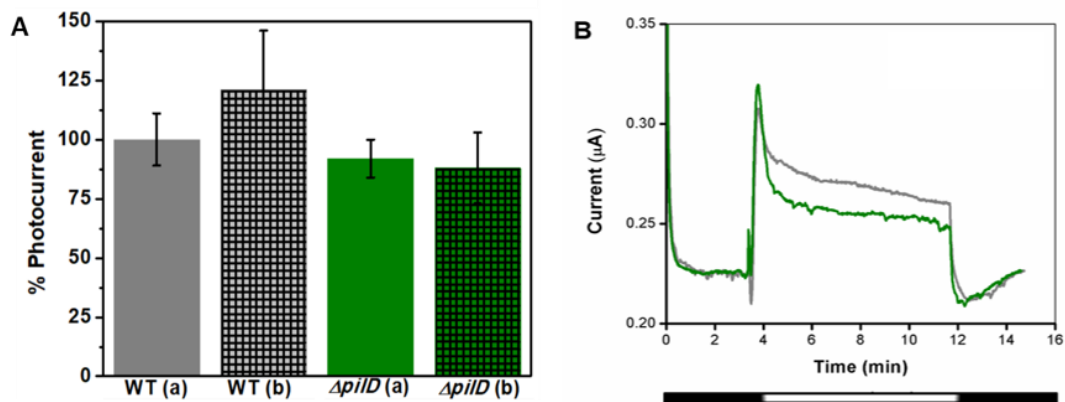 A
150
125
100
75
50
25
0
% Photocurrent
WT (a) WT (b) ΔpilD (a) ΔpilD (b)
B
0.35
0.30
0.25
0.20
Current (μA)
0 2 4 6 8 10 12 14 16
Time (min)